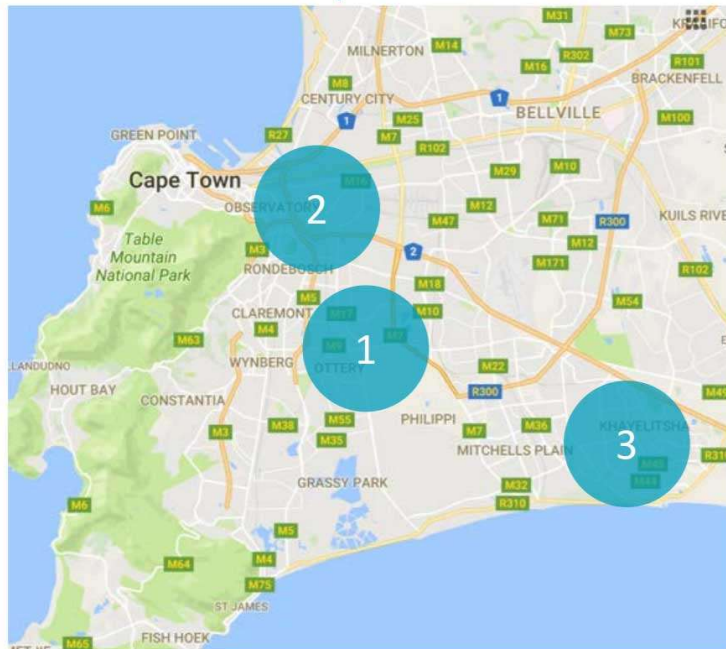 M31
M73
MILNERTON
M14
R302
R101
M16
BRACKENFELL
M8
CENTURY CITY
1
1
BELLVILLE
M25
M100
GREEN POINT
R27
M7
R102
M29
M10
Cape Town
M6
OBSERVATORY
2
M12
M47
M71
R300
KUILS RIVE
Table
Mountain
National Park
M3
2
M12
RONDEBOSCH
M171
R102
M18
M5
M54
CLAREMONT
M17
M10
M4
M63
1
WYNBERG
OTTERY
LANDUDNO
M22
HOUT BAY
R300
M49
CONSTANTIA
M55
PHILIPPI
M3
M38
M35
M7
M36
KHAYELITSHA
3
MITCHELLS PLAIN
R310
GRASSY PARK
M32
M6
R310
M5
M64
M4
M75
ST JAMES
FISH HOEK
M65